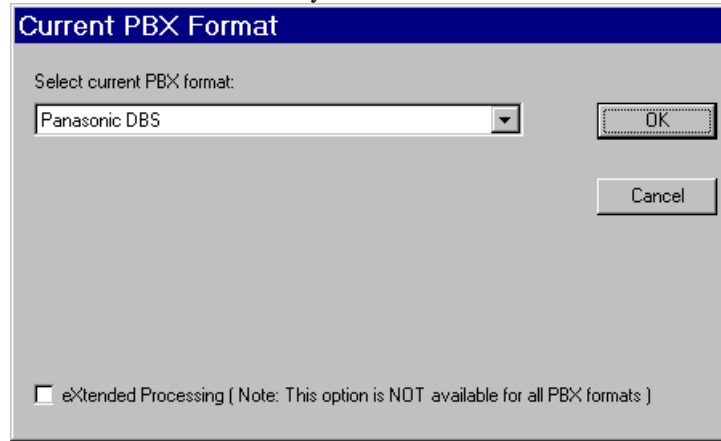 Current PBX Format
Select current PBX format:
Panasonic DBS
OK
Cancel
eXtended Processing ( Note: This option is NOT available for all PBX formats )